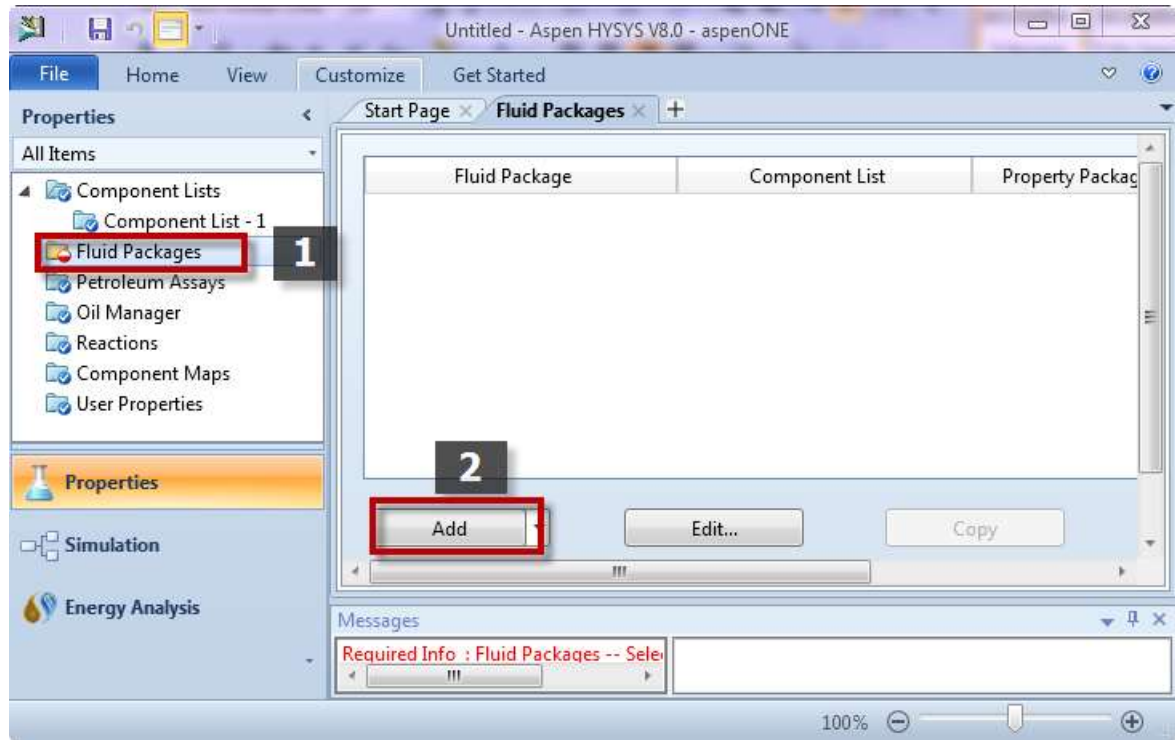 Untitled - Aspen HYSYS V8.0 - aspenONE
File Home View Customize Get Started
Properties
Start Page Fluid Packages
All Items
Component Lists
Component List - 1
Fluid Packages
1
Petroleum Assays
Oil Manager
Reactions
Component Maps
User Properties
Properties
Simulation
Energy Analysis
Fluid Package Component List Property Packag
2
Add Edit... Copy
Messages
Required Info : Fluid Packages -- Sele
100%